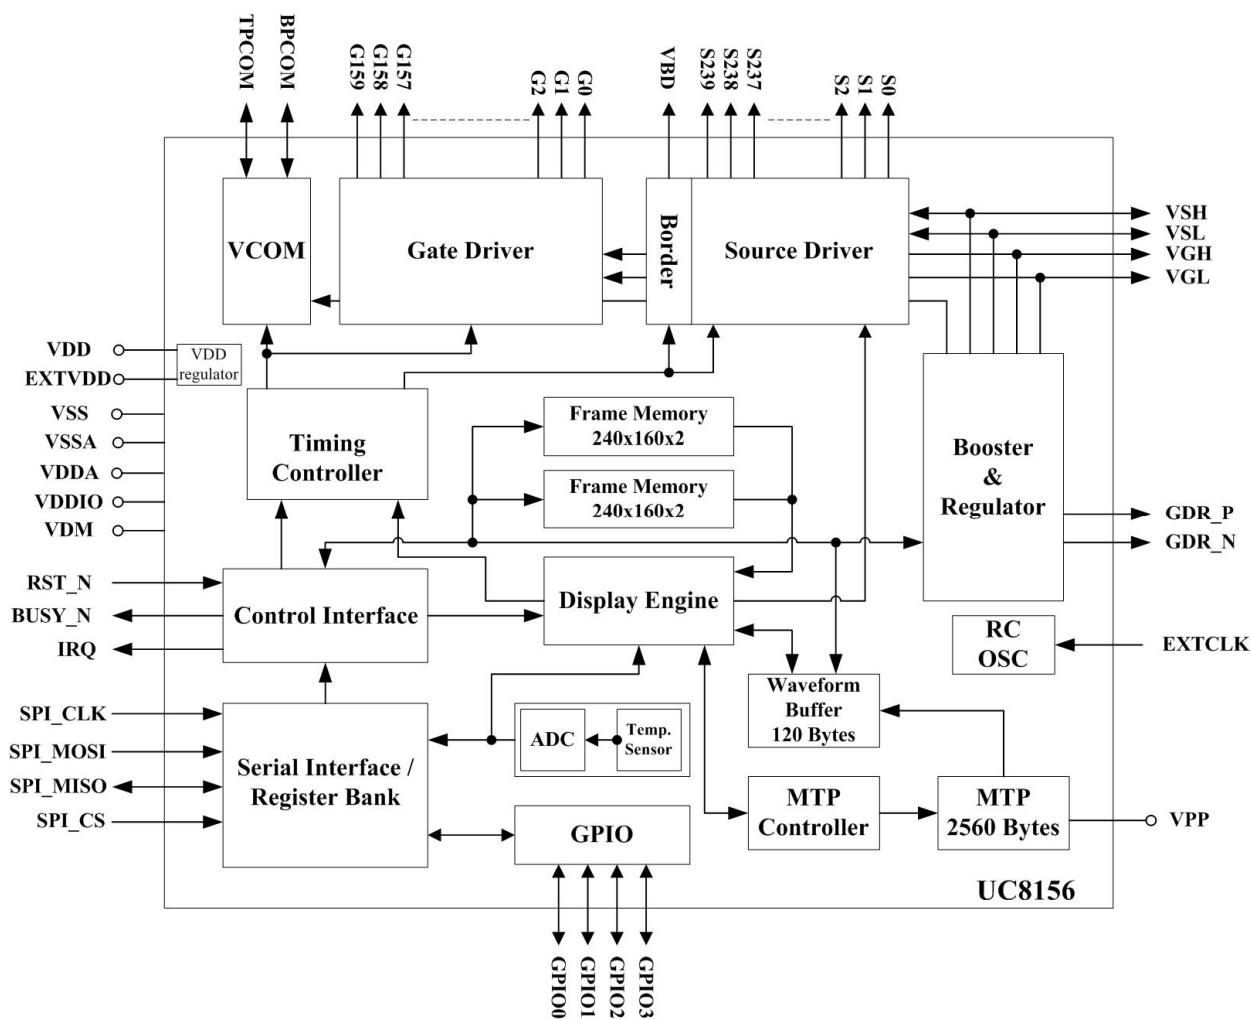 TPCOM
BPCOM
G159
G158
G157
G2
G1
G0
VBD
S239
S238
S237
S2
S1
S0
VCOM
Gate Driver
Border
Source Driver
VSH
VSL
VGH
VGL
VDD
EXTVDD
VDD
regulator
VSS
VSSA
VDDA
VDDIO
VDM
Timing
Controller
Frame Memory
240x160x2
Frame Memory
240x160x2
Booster
&
Regulator
GDR_P
GDR_N
RST_N
BUSY_N
IRQ
Control Interface
Display Engine
RC
OSC
EXTCLK
SPI_CLK
SPI_MOSI
SPI_MISO
SPI_CS
Serial Interface /
Register Bank
ADC
Temp.
Sensor
Waveform
Buffer
120 Bytes
GPIO
MTP
Controller
MTP
2560 Bytes
VPP
UC8156
GPIO0
GPIO1
GPIO2
GPIO3